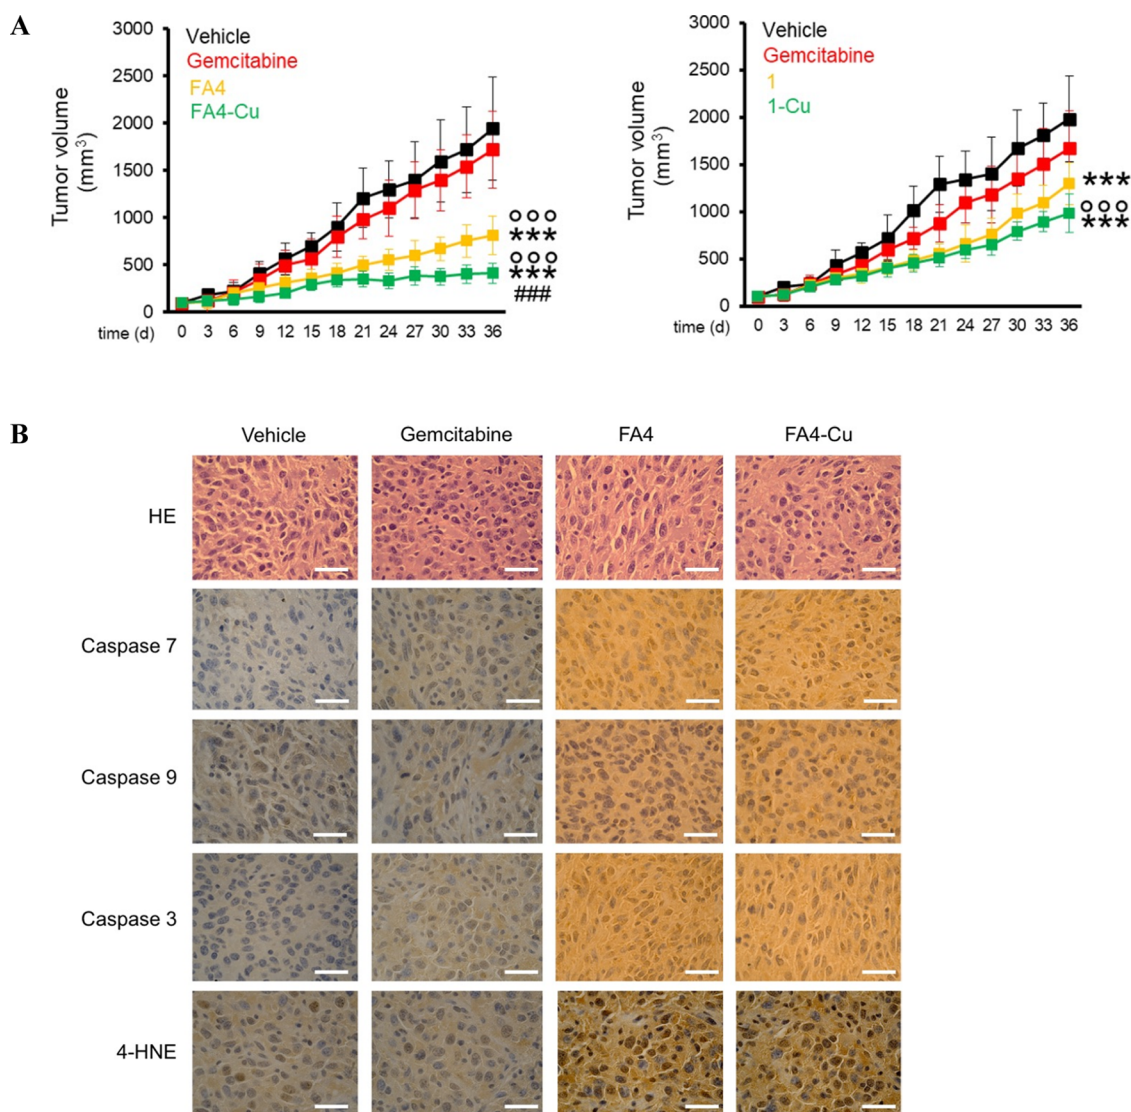 A
3000
2500
2000
1500
1000
500
0
Tumor volume
(mm³)
Vehicle
Gemcitabine
FA4
FA4-Cu
°°°
***
°°°
***
###
time (d) 0 3 6 9 12 15 18 21 24 27 30 33 36
3000
2500
2000
1500
1000
500
0
Tumor volume
(mm³)
Vehicle
Gemcitabine
1
1-Cu
***
°°°
***
time (d) 0 3 6 9 12 15 18 21 24 27 30 33 36
B
Vehicle Gemcitabine FA4 FA4-Cu
HE
Caspase 7
Caspase 9
Caspase 3
4-HNE